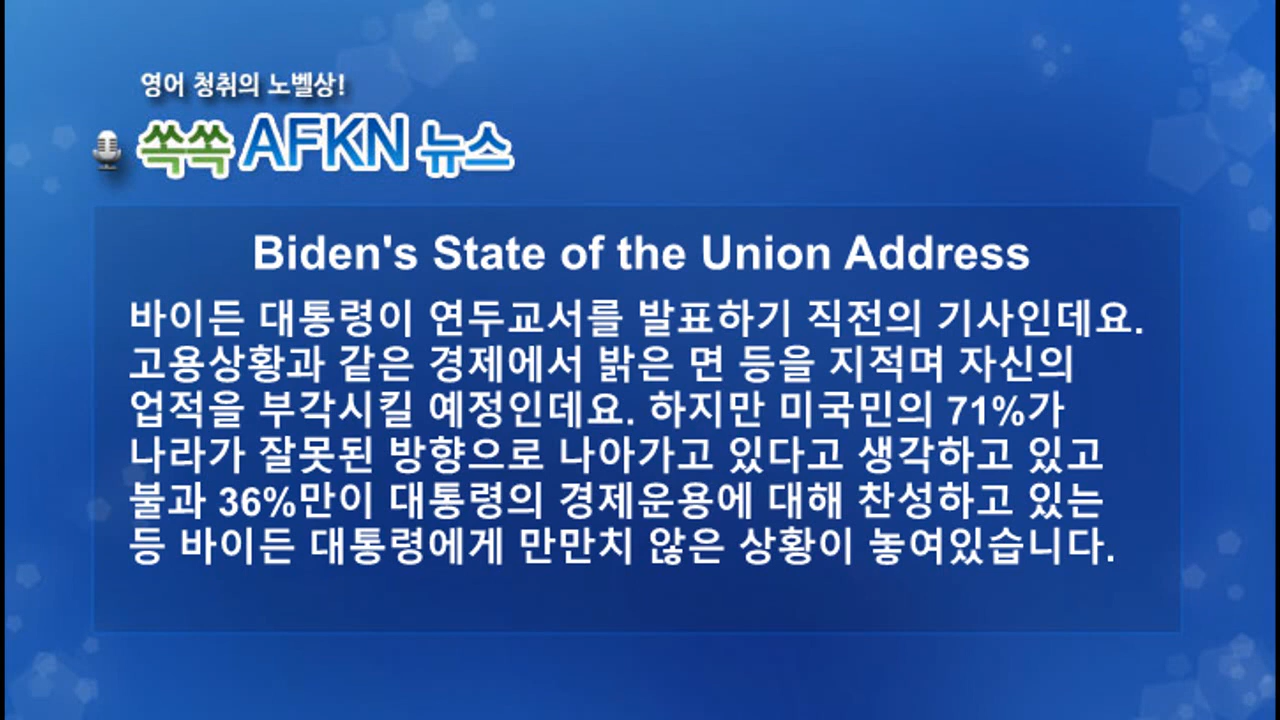 영어 청취의 노벨상!
쏙쏙 AFKN 뉴스
Biden's State of the Union Address
바이든 대통령이 연두교서를 발표하기 직전의 기사인데요.
고용상황과 같은 경제에서 밝은 면 등을 지적며 자신의
업적을 부각시킬 예정인데요. 하지만 미국민의 71%가
나라가 잘못된 방향으로 나아가고 있다고 생각하고 있고
불과 36%만이 대통령의 경제운용에 대해 찬성하고 있는
등 바이든 대통령에게 만만치 않은 상황이 놓여있습니다.